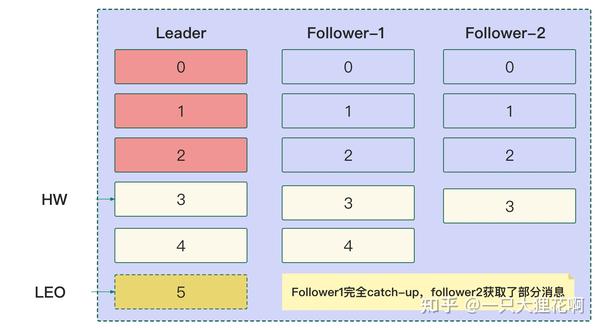 Leader Follower-1 Follower-2
0 0 0
1 1 1
2 2 2
HW 3 3 3
4 4
LEO 5
Follower1完全catch-up，follower2获取了部分消息
知乎 @一只大狸花啊